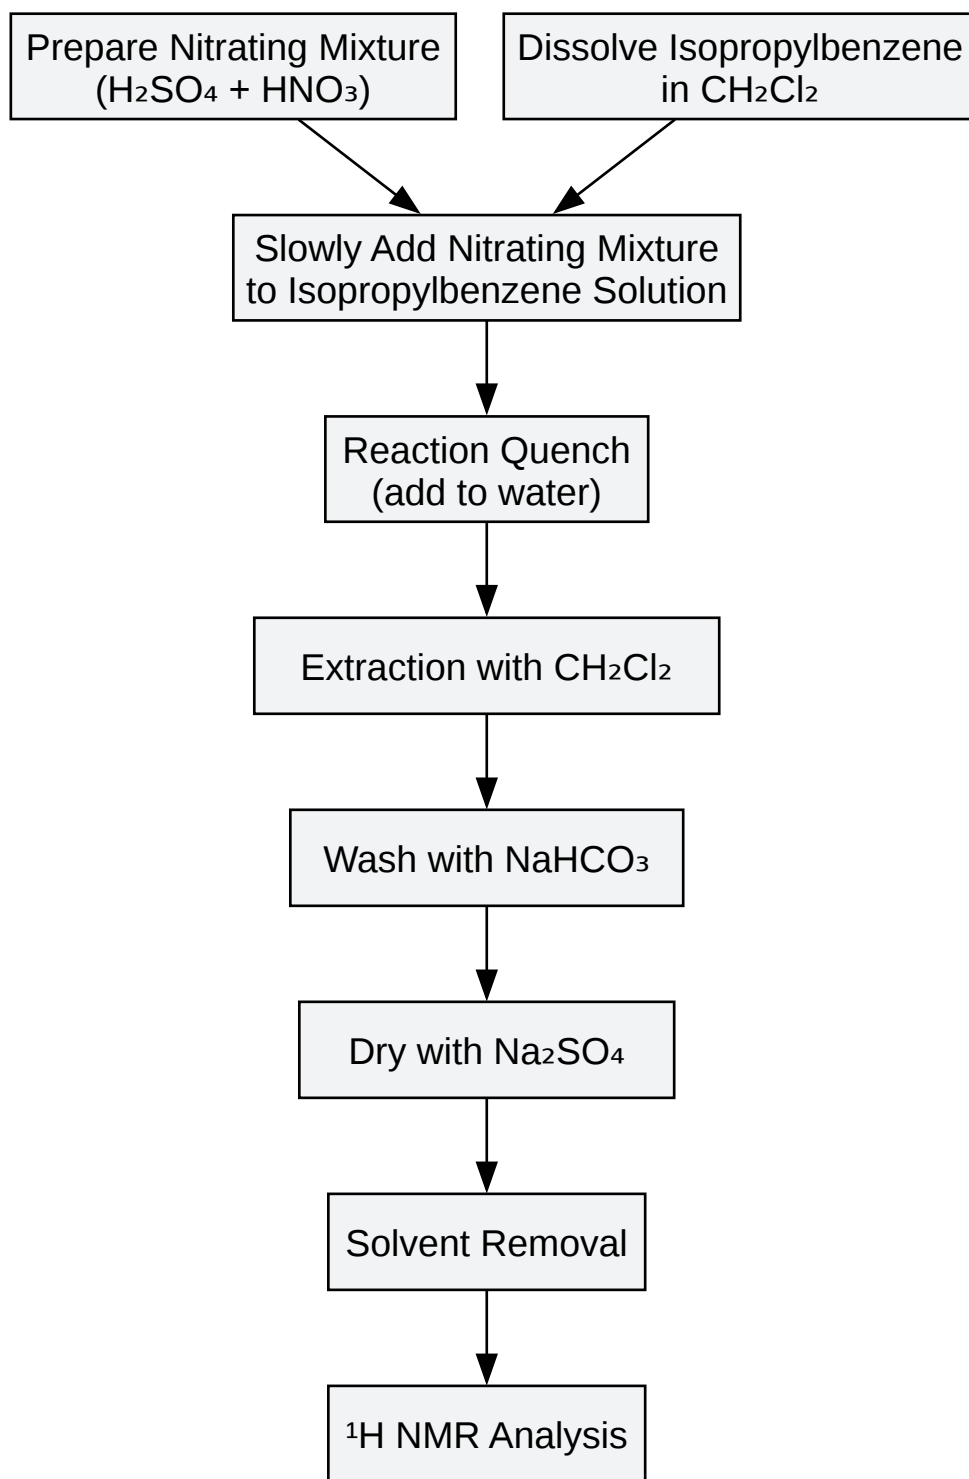 Prepare Nitrating Mixture
(H₂SO₄ + HNO₃)
Dissolve Isopropylbenzene
in CH₂Cl₂
Slowly Add Nitrating Mixture
to Isopropylbenzene Solution
Reaction Quench
(add to water)
Extraction with CH₂Cl₂
Wash with NaHCO₃
Dry with Na₂SO₄
Solvent Removal
¹H NMR Analysis